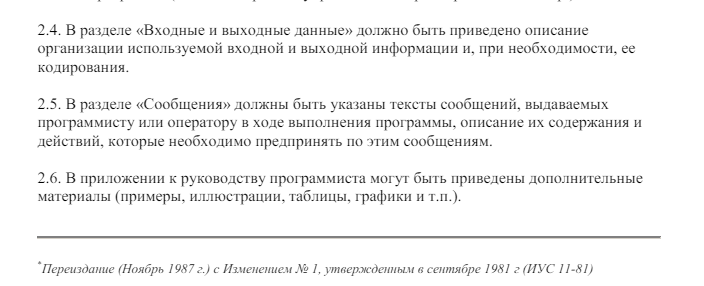 2.4. В разделе «Входные и выходные данные» должно быть приведено описание
организации используемой входной и выходной информации и, при необходимости, ее
кодирования.
2.5. В разделе «Сообщения» должны быть указаны тексты сообщений, выдаваемых
программисту или оператору в ходе выполнения программы, описание их содержания и
действий, которые необходимо предпринять по этим сообщениям.
2.6. В приложении к руководству программиста могут быть приведены дополнительные
материалы (примеры, иллюстрации, таблицы, графики и т.п.).
*Переиздание (Ноябрь 1987 г.) с Изменением № 1, утвержденным в сентябре 1981 г (ИУС 11-81)